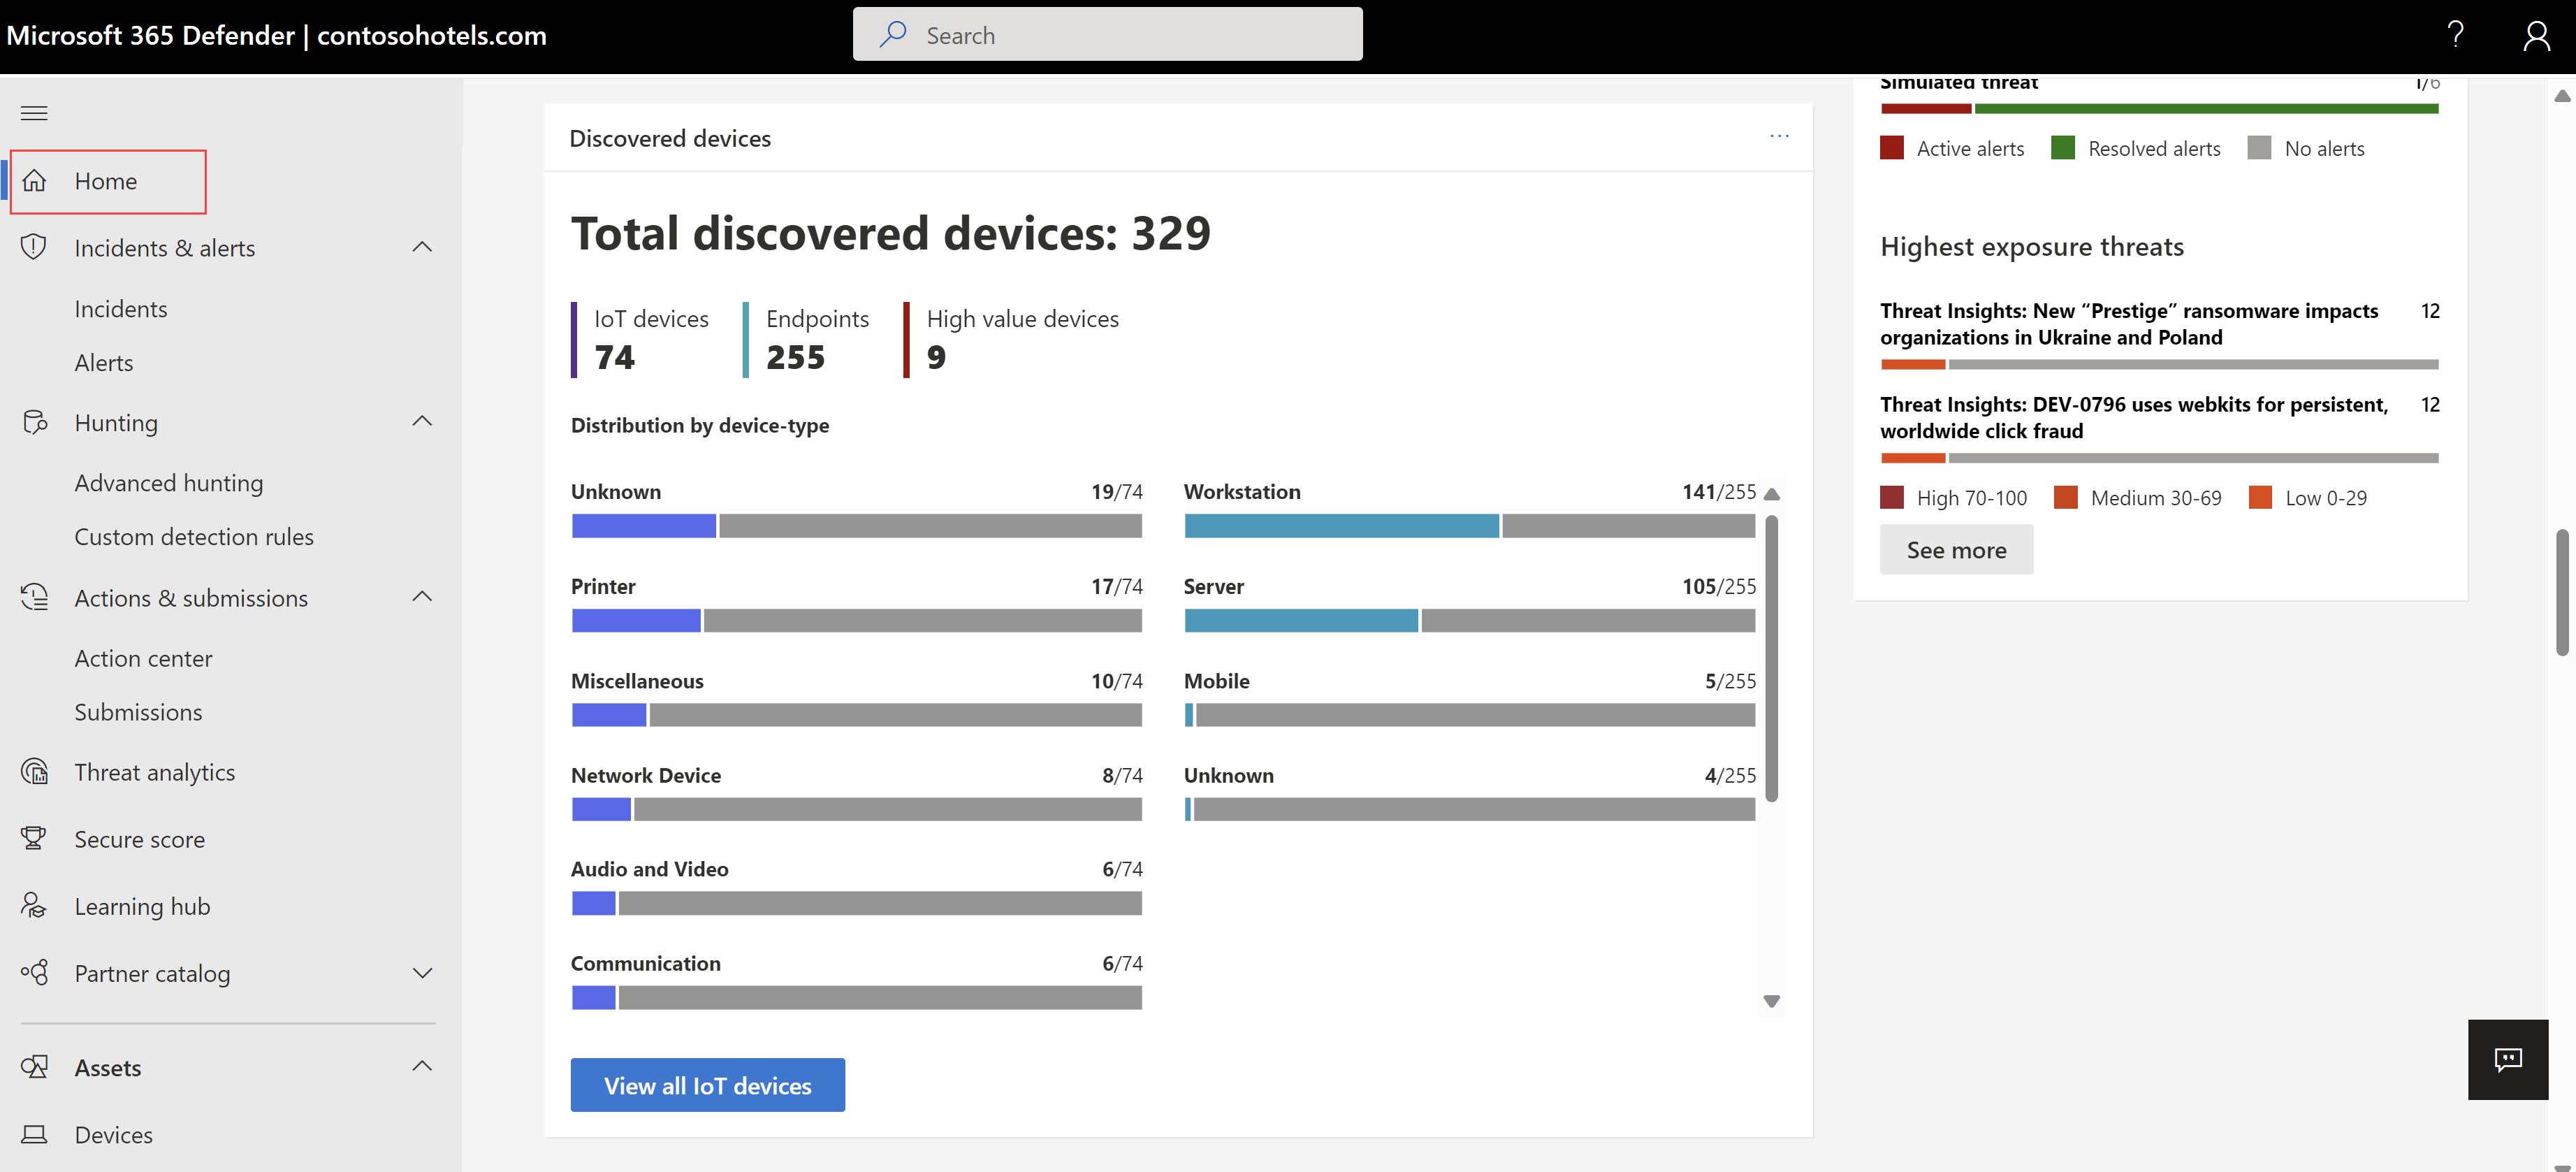 Microsoft 365 Defender | contosohotels.com
Search
?
Home
Incidents & alerts
Incidents
Alerts
Hunting
Advanced hunting
Custom detection rules
Actions & submissions
Action center
Submissions
Threat analytics
Secure score
Learning hub
Partner catalog
Assets
Devices
Discovered devices
...
Total discovered devices: 329
IoT devices
74
Endpoints
255
High value devices
9
Distribution by device-type
Unknown 19/74
Printer 17/74
Miscellaneous 10/74
Network Device 8/74
Audio and Video 6/74
Communication 6/74
Workstation 141/255
Server 105/255
Mobile 5/255
Unknown 4/255
View all IoT devices
Simulated threat 1/6
Active alerts Resolved alerts No alerts
Highest exposure threats
Threat Insights: New “Prestige” ransomware impacts 12
organizations in Ukraine and Poland
Threat Insights: DEV-0796 uses webkits for persistent, 12
worldwide click fraud
High 70-100 Medium 30-69 Low 0-29
See more